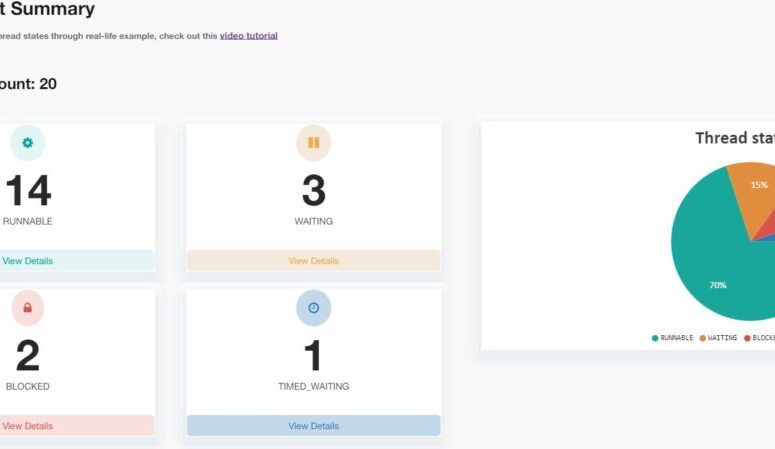 t Summary
hread states through real-life example, check out this video tutorial
ount: 20
14
RUNNABLE
View Details
3
WAITING
View Details
2
BLOCKED
View Details
1
TIMED_WAITING
View Details
Thread sta
15%
70%
RUNNABLE WAITING BLOCKE